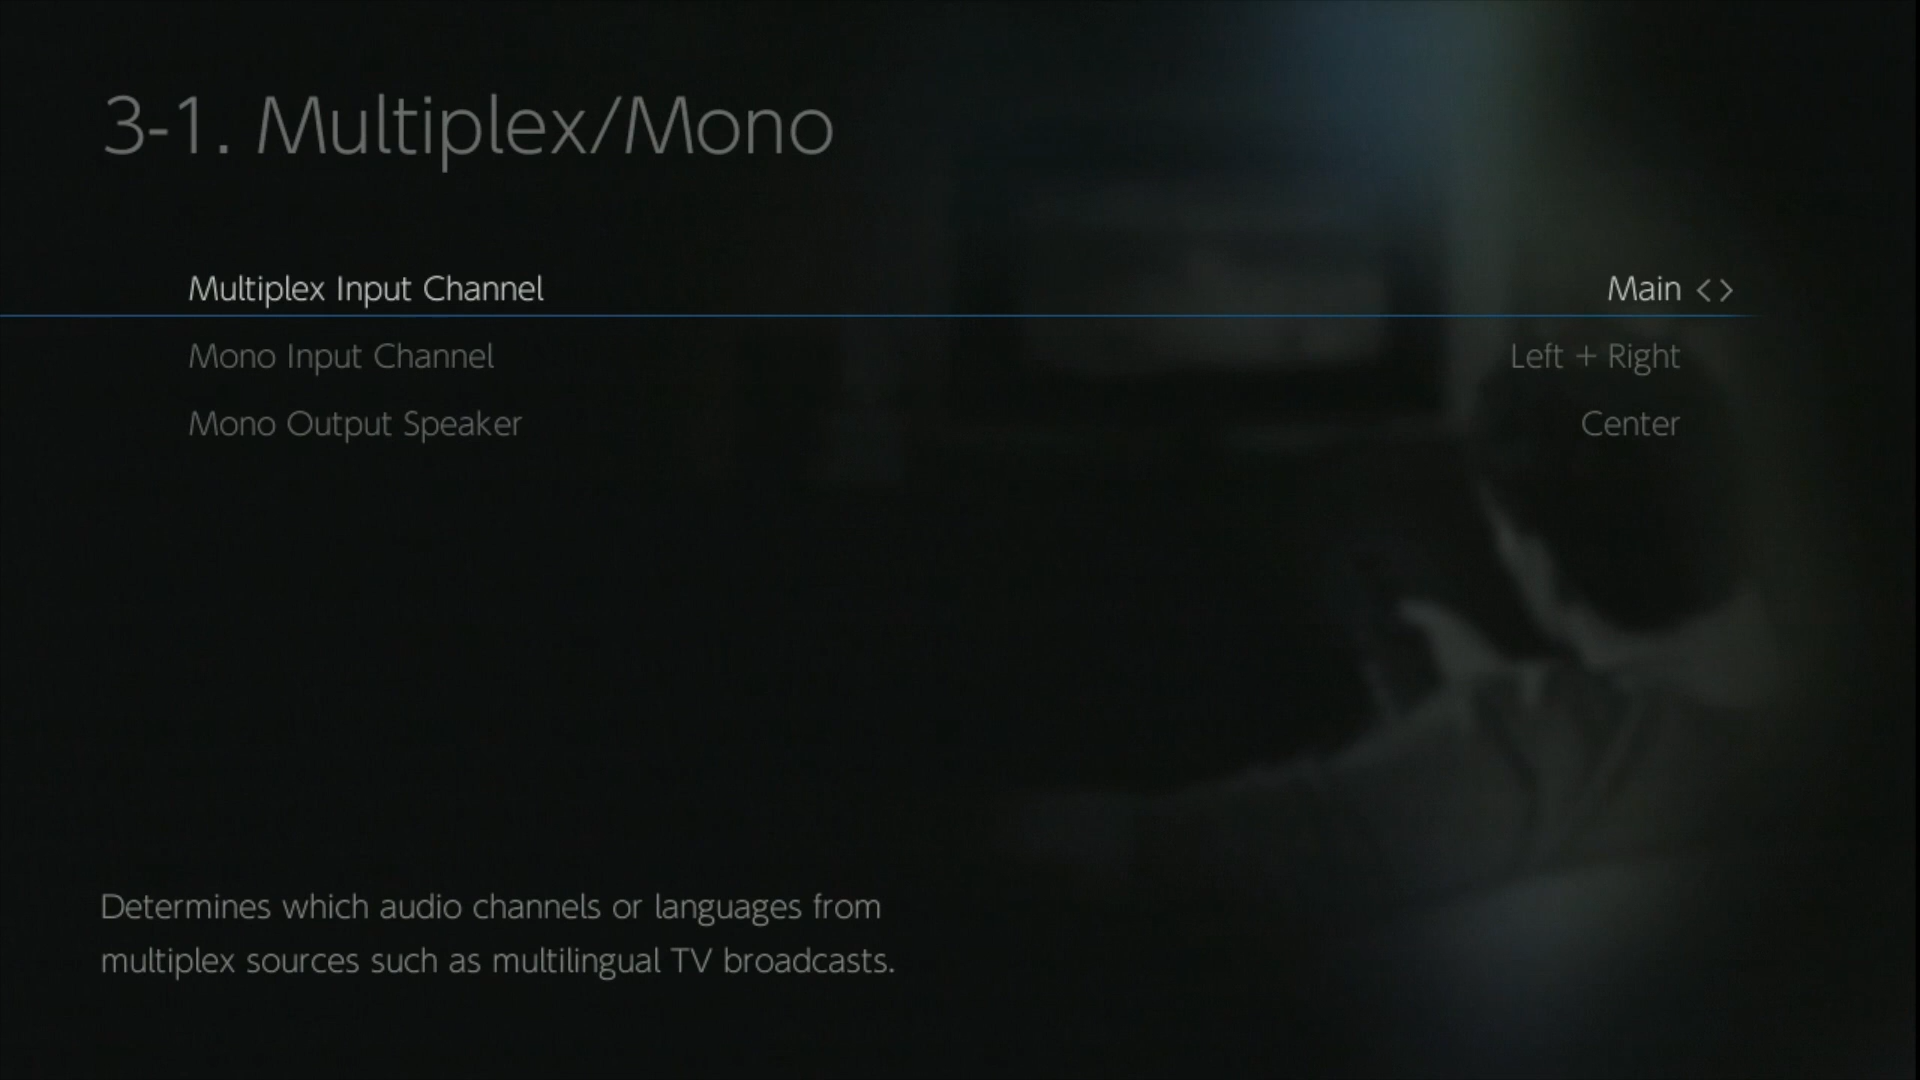 3-1. Multiplex/Mono
Multiplex Input Channel Main < >
Mono Input Channel Left + Right
Mono Output Speaker Center
Determines which audio channels or languages from
multiplex sources such as multilingual TV broadcasts.